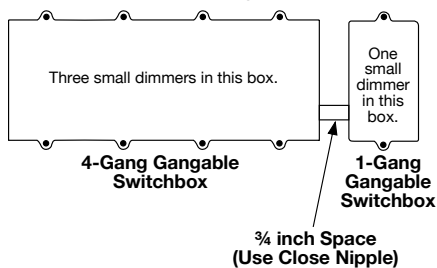 Three small dimmers in this box.
One
small
dimmer
in this
box.
4-Gang Gangable
Switchbox
1-Gang
Gangable
Switchbox
¾ inch Space
(Use Close Nipple)